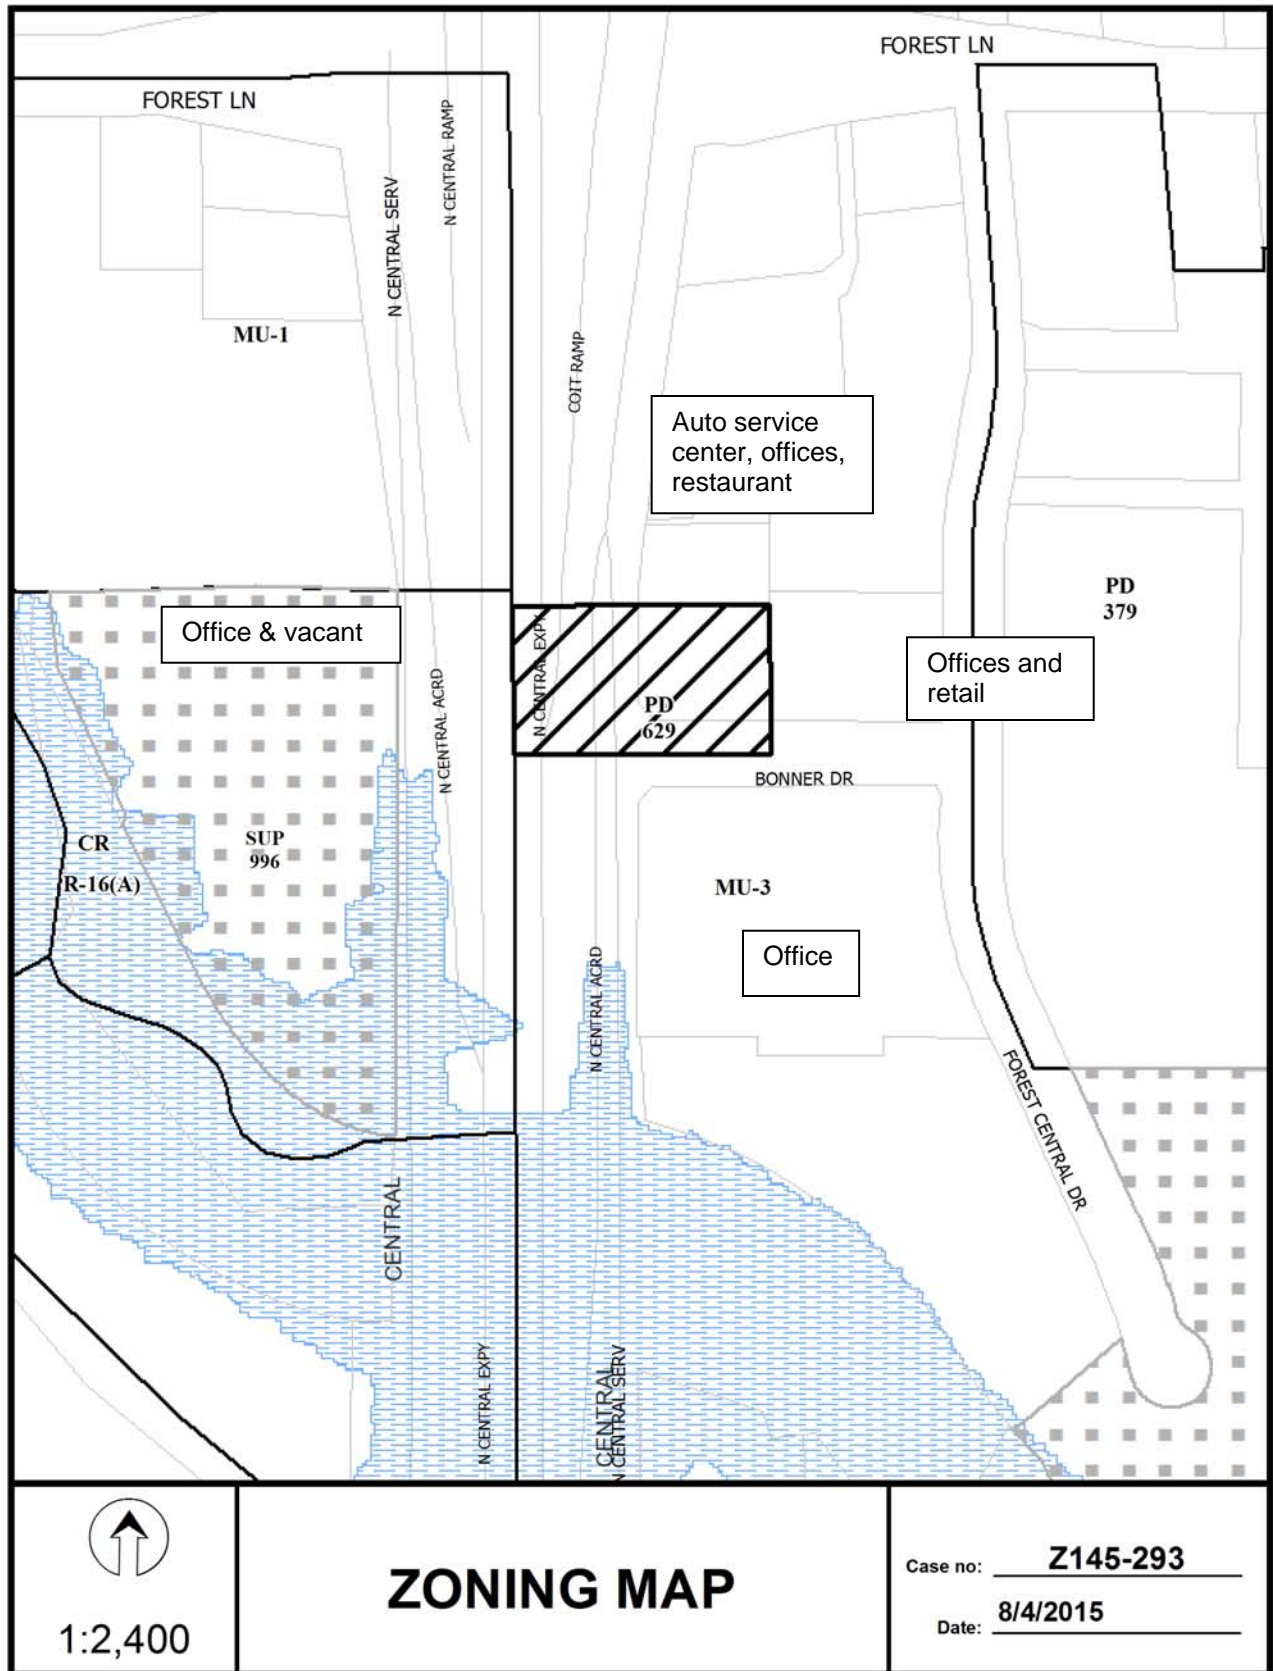 FOREST LN
FOREST LN
N CENTRAL RAMP
N CENTRAL SERV
MU-1
COIT RAMP
Auto service
center, offices,
restaurant
PD
379
Office & vacant
N CENTRAL EXPY
Offices and
retail
N CENTRAL ACRD
PD
629
BONNER DR
CR
SUP
996
R-16(A)
MU-3
Office
N CENTRAL ACRD
FOREST CENTRAL DR
CENTRAL
N CENTRAL EXPY
CENTRAL
N CENTRAL SERV
1:2,400
ZONING MAP
Case no: Z145-293
Date: 8/4/2015